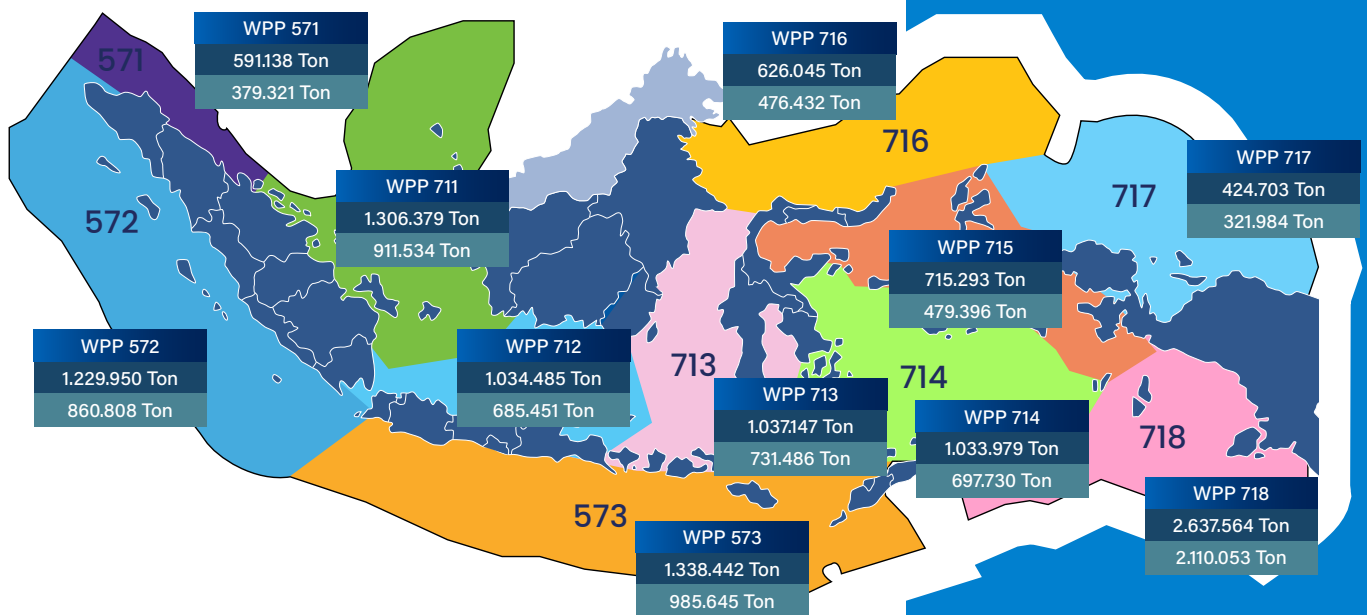 571
WPP 571
591.138 Ton
379.321 Ton
WPP 716
626.045 Ton
476.432 Ton
716
WPP 717
424.703 Ton
321.984 Ton
717
WPP 711
1.306.379 Ton
911.534 Ton
572
WPP 715
715.293 Ton
479.396 Ton
WPP 572
1.229.950 Ton
860.808 Ton
WPP 712
1.034.485 Ton
685.451 Ton
713
714
WPP 713
1.037.147 Ton
731.486 Ton
WPP 714
1.033.979 Ton
697.730 Ton
718
WPP 718
2.637.564 Ton
2.110.053 Ton
573
WPP 573
1.338.442 Ton
985.645 Ton